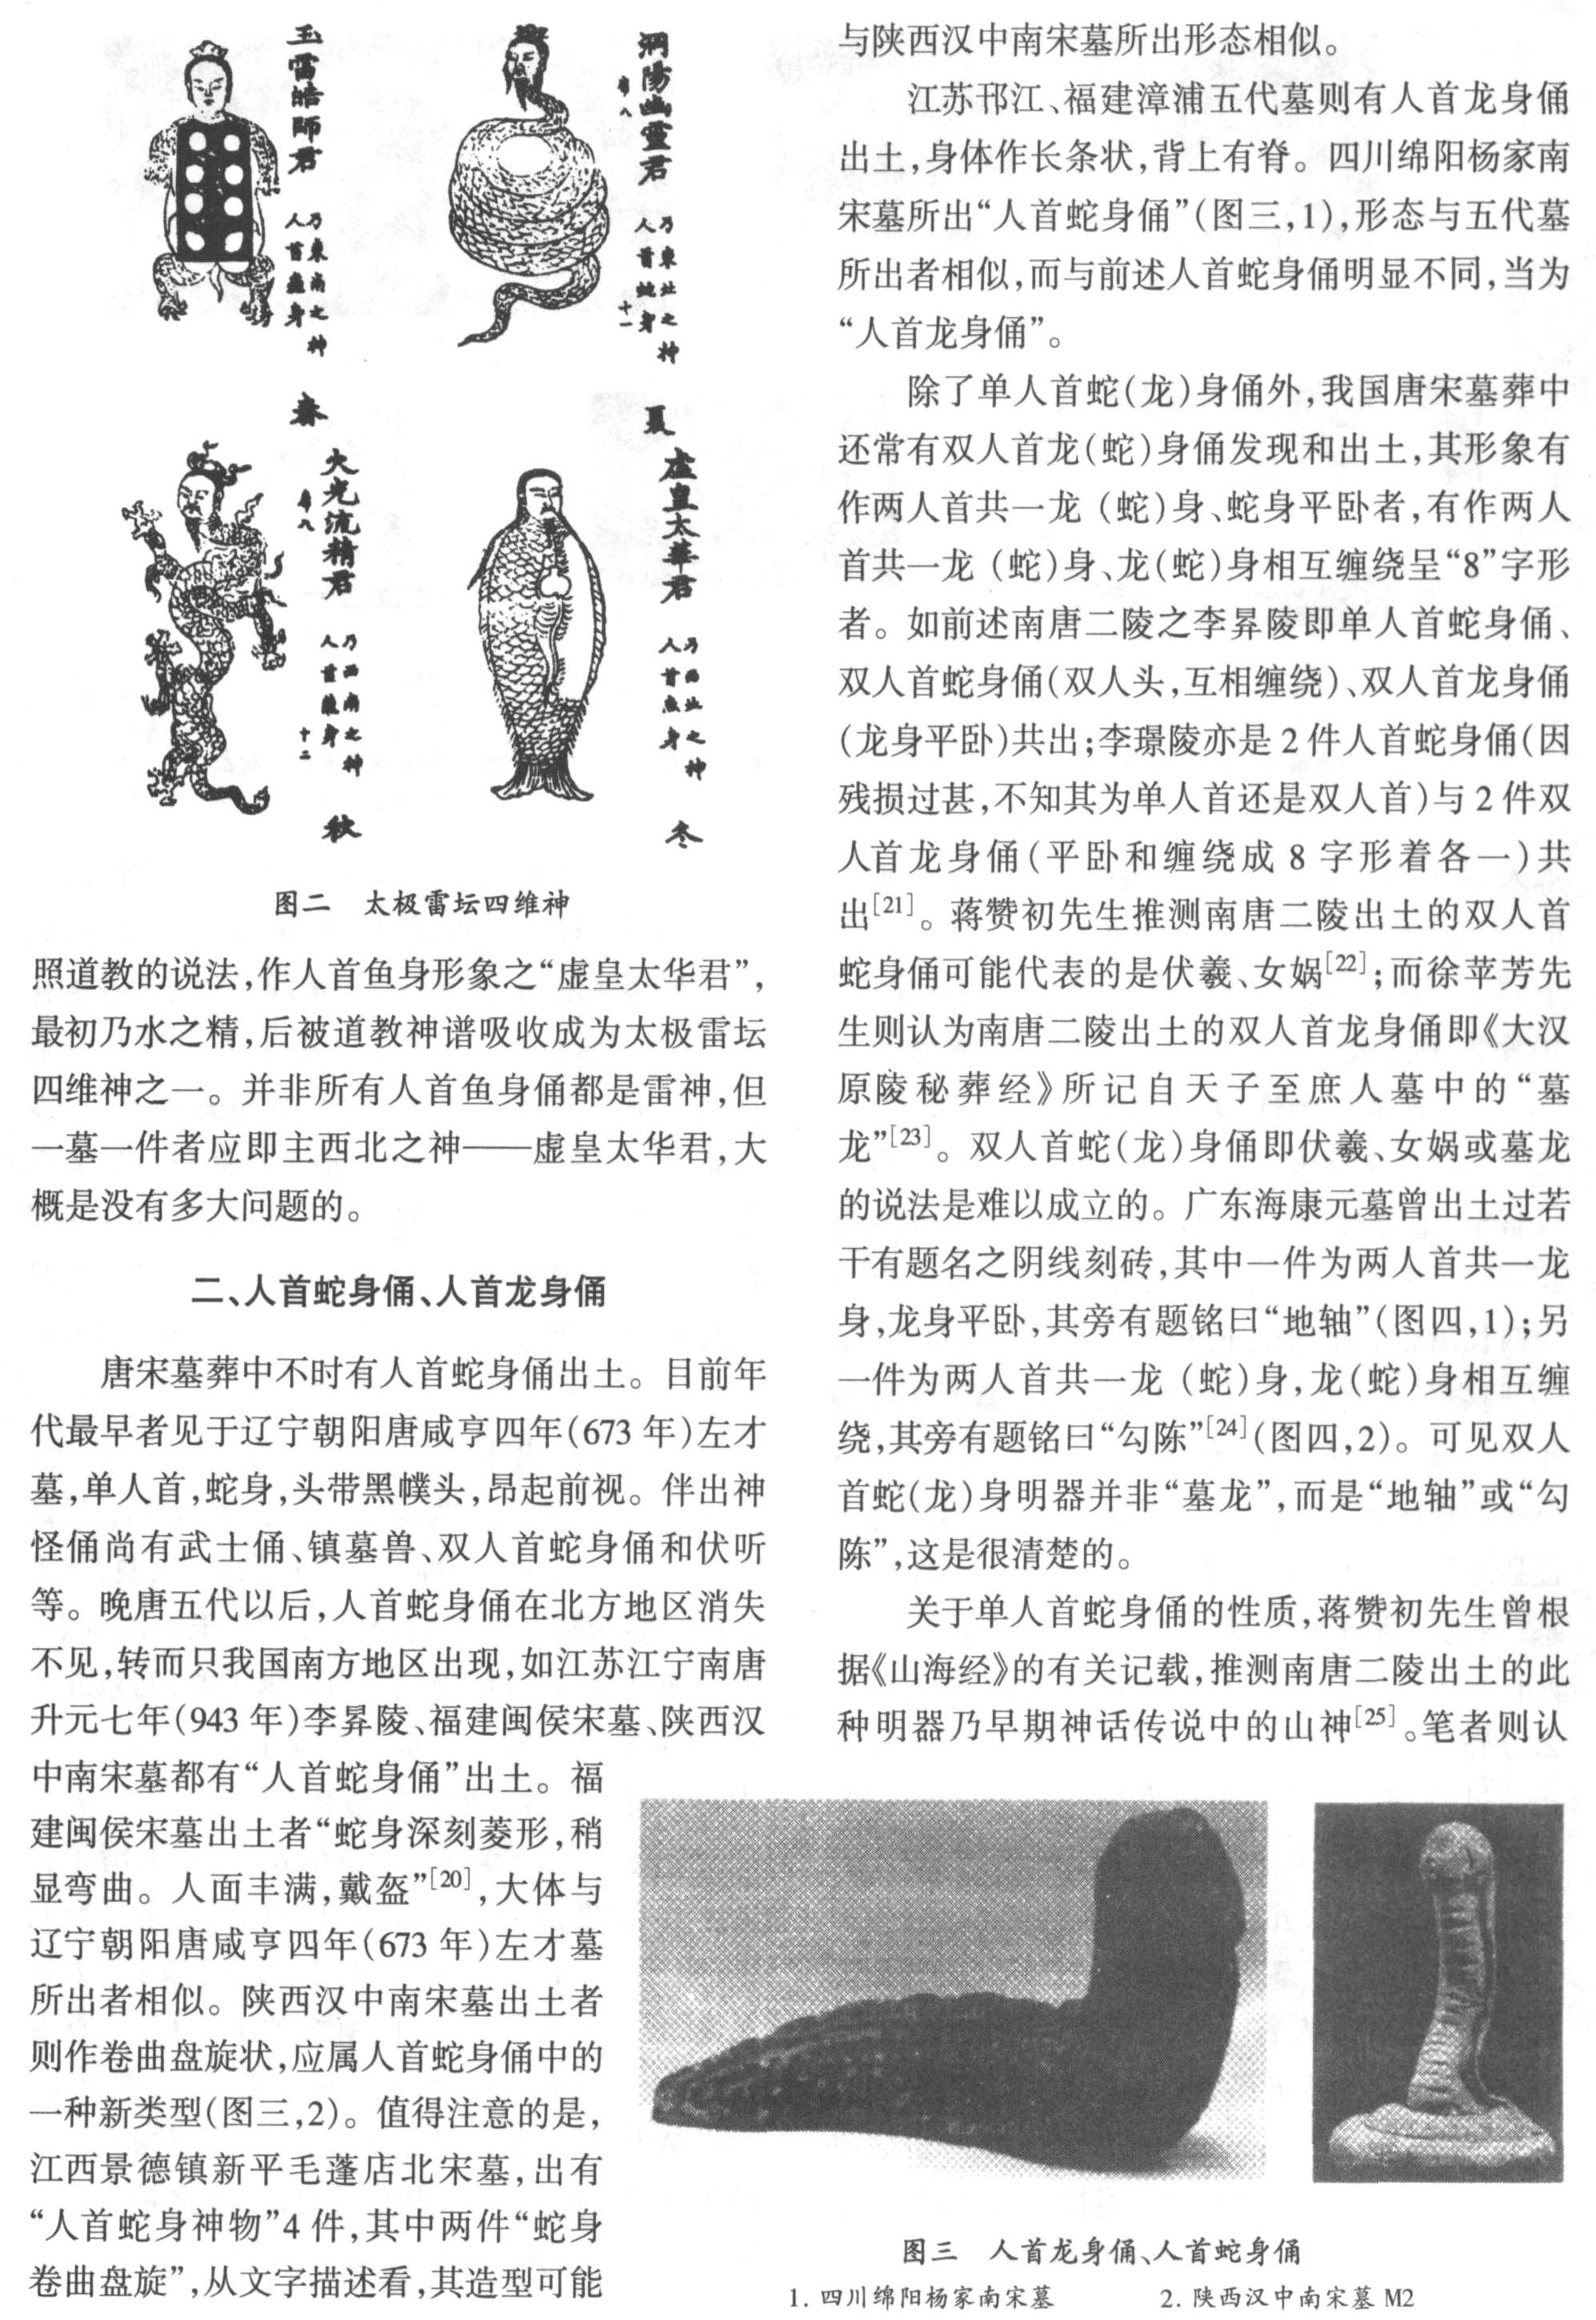 玉雷皓師君
乃東南之神
人首龜身
春
洞陽幽靈君
乃東北之神
人首蛇身
十一
夏
火光流精君
乃西南之神
人首龍身
十二
秋
虛皇太華君
乃西北之神
人首魚身
冬
图二　太极雷坛四维神
照道教的说法,作人首鱼身形象之“虚皇太华君”,
最初乃水之精,后被道教神谱吸收成为太极雷坛
四维神之一。并非所有人首鱼身俑都是雷神,但
一墓一件者应即主西北之神——虚皇太华君,大
概是没有多大问题的。
二、人首蛇身俑、人首龙身俑
唐宋墓葬中不时有人首蛇身俑出土。目前年
代最早者见于辽宁朝阳唐咸亨四年(673 年)左才
墓,单人首,蛇身,头带黑幞头,昂起前视。伴出神
怪俑尚有武士俑、镇墓兽、双人首蛇身俑和伏听
等。晚唐五代以后,人首蛇身俑在北方地区消失
不见,转而只我国南方地区出现,如江苏江宁南唐
升元七年(943 年)李昪陵、福建闽侯宋墓、陕西汉
中南宋墓都有“人首蛇身俑”出土。福
建闽侯宋墓出土者“蛇身深刻菱形,稍
显弯曲。人面丰满,戴盔”[20],大体与
辽宁朝阳唐咸亨四年(673 年)左才墓
所出者相似。陕西汉中南宋墓出土者
则作卷曲盘旋状,应属人首蛇身俑中的
一种新类型(图三,2)。值得注意的是,
江西景德镇新平毛蓬店北宋墓,出有
“人首蛇身神物”4 件,其中两件“蛇身
卷曲盘旋”,从文字描述看,其造型可能
与陕西汉中南宋墓所出形态相似。
江苏邗江、福建漳浦五代墓则有人首龙身俑
出土,身体作长条状,背上有脊。四川绵阳杨家南
宋墓所出“人首蛇身俑”(图三,1),形态与五代墓
所出者相似,而与前述人首蛇身俑明显不同,当为
“人首龙身俑”。
除了单人首蛇(龙)身俑外,我国唐宋墓葬中
还常有双人首龙(蛇)身俑发现和出土,其形象有
作两人首共一龙 (蛇)身、蛇身平卧者,有作两人
首共一龙 (蛇)身、龙(蛇)身相互缠绕呈“8”字形
者。如前述南唐二陵之李昪陵即单人首蛇身俑、
双人首蛇身俑(双人头,互相缠绕)、双人首龙身俑
(龙身平卧)共出;李璟陵亦是 2 件人首蛇身俑(因
残损过甚,不知其为单人首还是双人首)与 2 件双
人首龙身俑(平卧和缠绕成 8 字形着各一)共
出[21]。蒋赞初先生推测南唐二陵出土的双人首
蛇身俑可能代表的是伏羲、女娲[22];而徐苹芳先
生则认为南唐二陵出土的双人首龙身俑即《大汉
原陵秘葬经》所记自天子至庶人墓中的“墓
龙”[23]。双人首蛇(龙)身俑即伏羲、女娲或墓龙
的说法是难以成立的。广东海康元墓曾出土过若
干有题名之阴线刻砖,其中一件为两人首共一龙
身,龙身平卧,其旁有题铭曰“地轴”(图四,1);另
一件为两人首共一龙 (蛇)身,龙(蛇)身相互缠
绕,其旁有题铭曰“勾陈”[24](图四,2)。可见双人
首蛇(龙)身明器并非“墓龙”,而是“地轴”或“勾
陈”,这是很清楚的。
关于单人首蛇身俑的性质,蒋赞初先生曾根
据《山海经》的有关记载,推测南唐二陵出土的此
种明器乃早期神话传说中的山神[25]。笔者则认
图三　人首龙身俑、人首蛇身俑
1. 四川绵阳杨家南宋墓　2. 陕西汉中南宋墓 M2